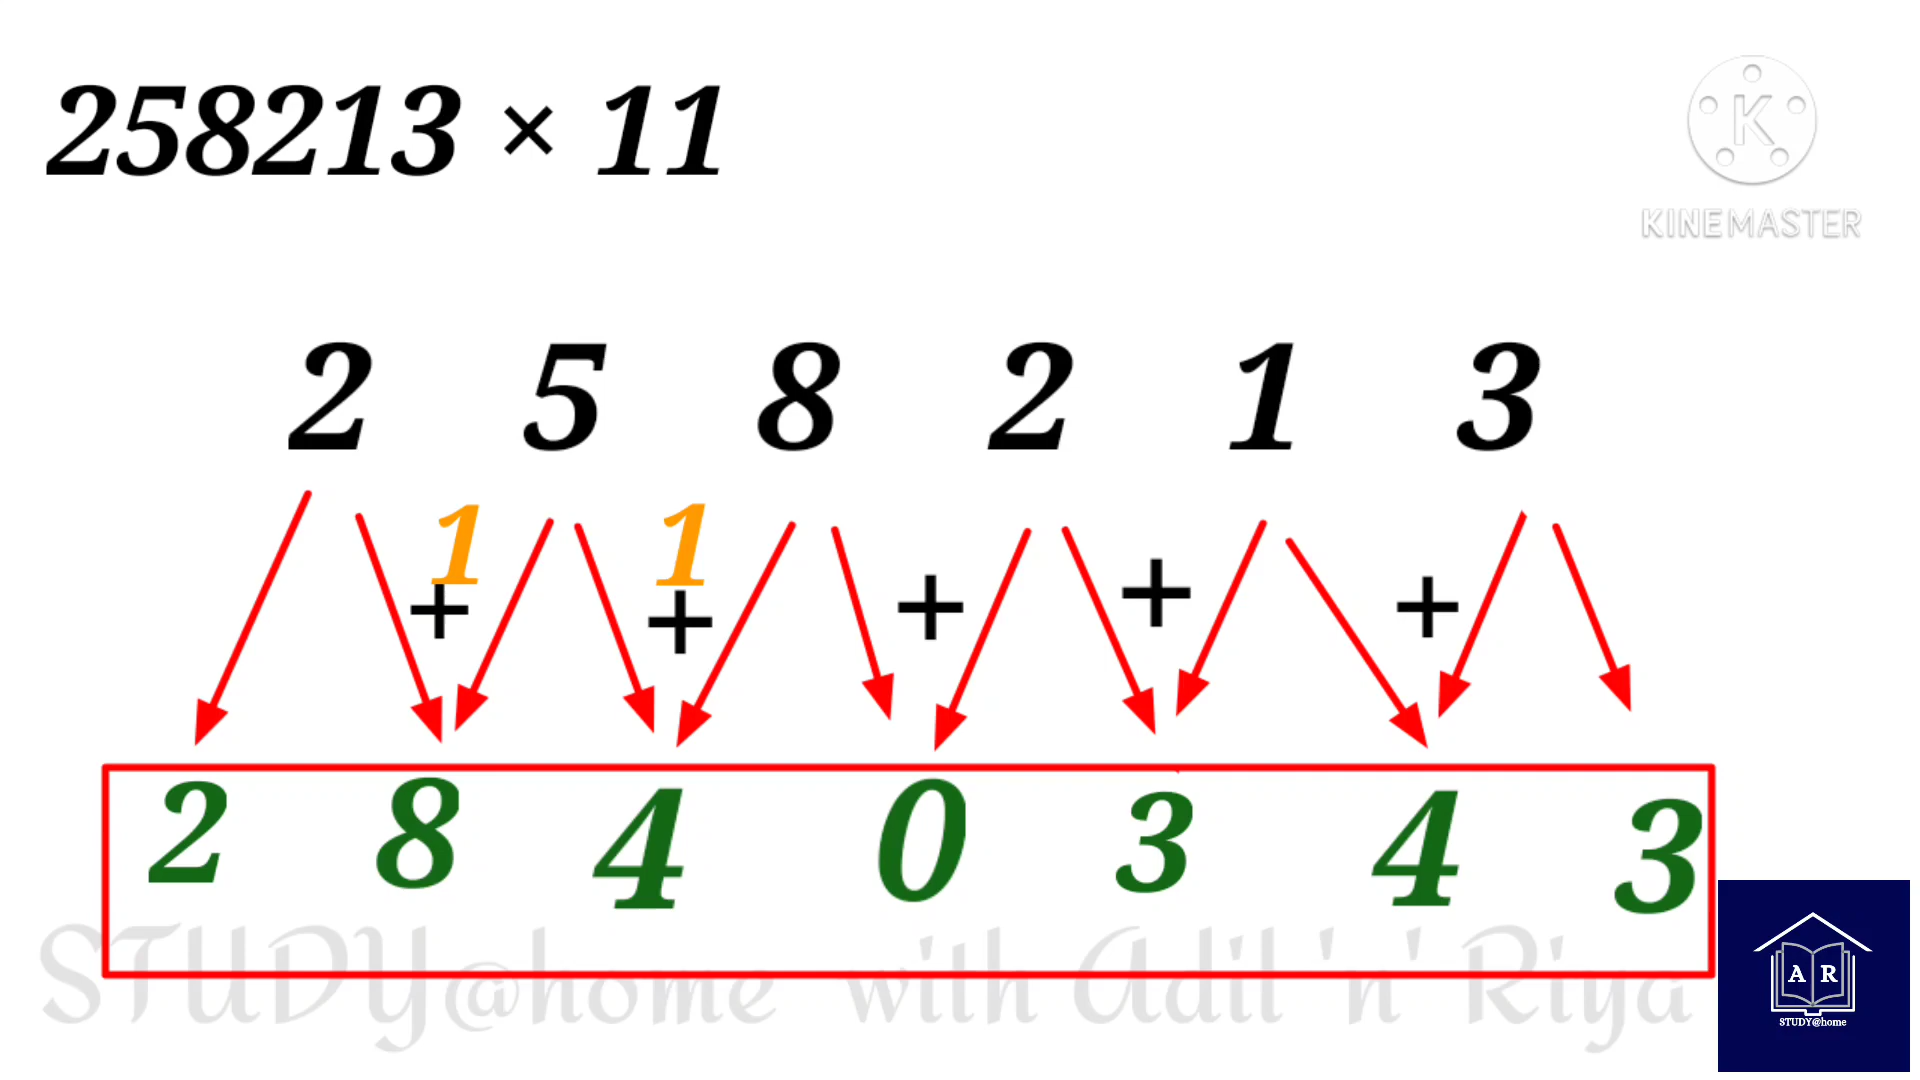 258213 × 11
K
KINEMASTER
2 5 8 2 1 3
1 1
+ + + + +
2 8 4 0 3 4 3
STUDY@home with Adil 'n' Riya
A R
STUDY@home